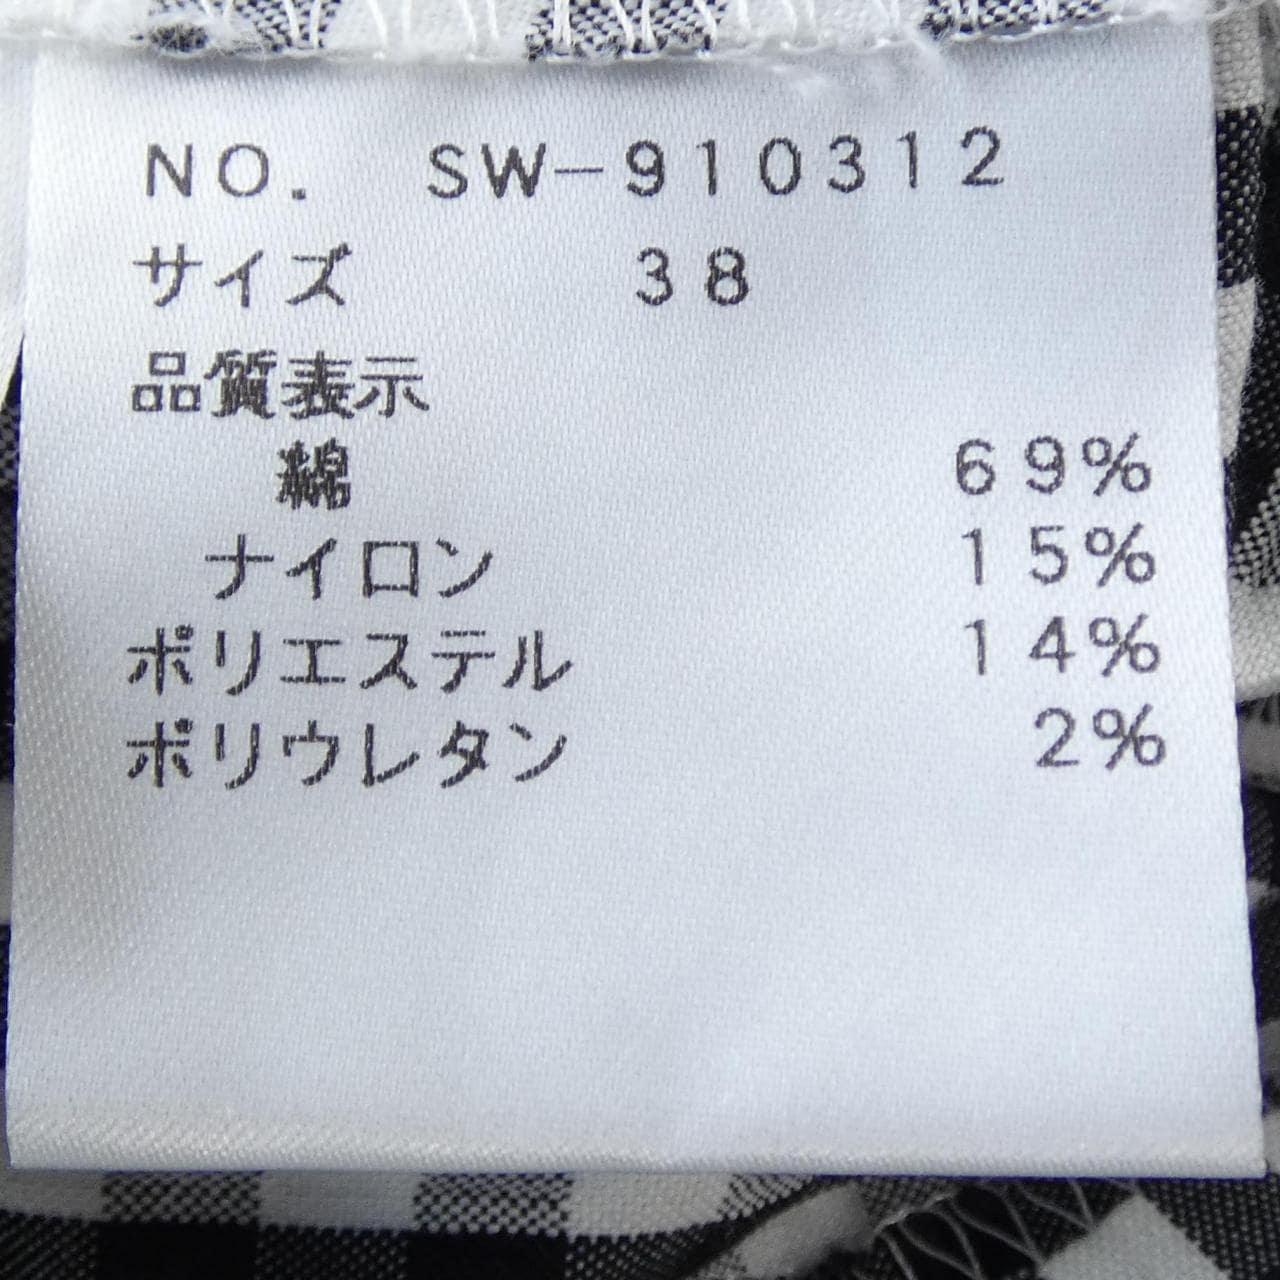 NO. SW-910312
サイズ 38
品質表示
綿 69%
ナイロン 15%
ポリエステル 14%
ポリウレタン 2%